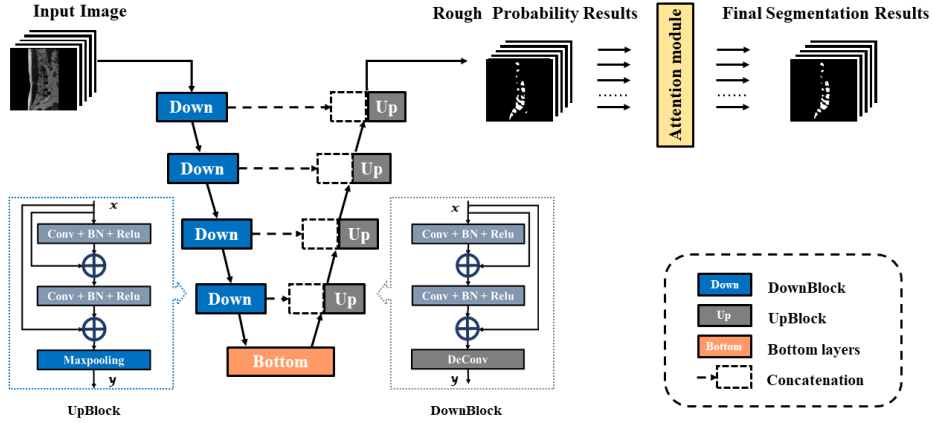 Input Image
Rough Probability Results
Final Segmentation Results
Attention module
......
......
Down
Up
Down
Up
Down
Up
Down
Up
Bottom
x
Conv + BN + Relu
Conv + BN + Relu
Maxpooling
y
UpBlock
x
Conv + BN + Relu
Conv + BN + Relu
DeConv
y
DownBlock
Down DownBlock
Up UpBlock
Bottom Bottom layers
Concatenation